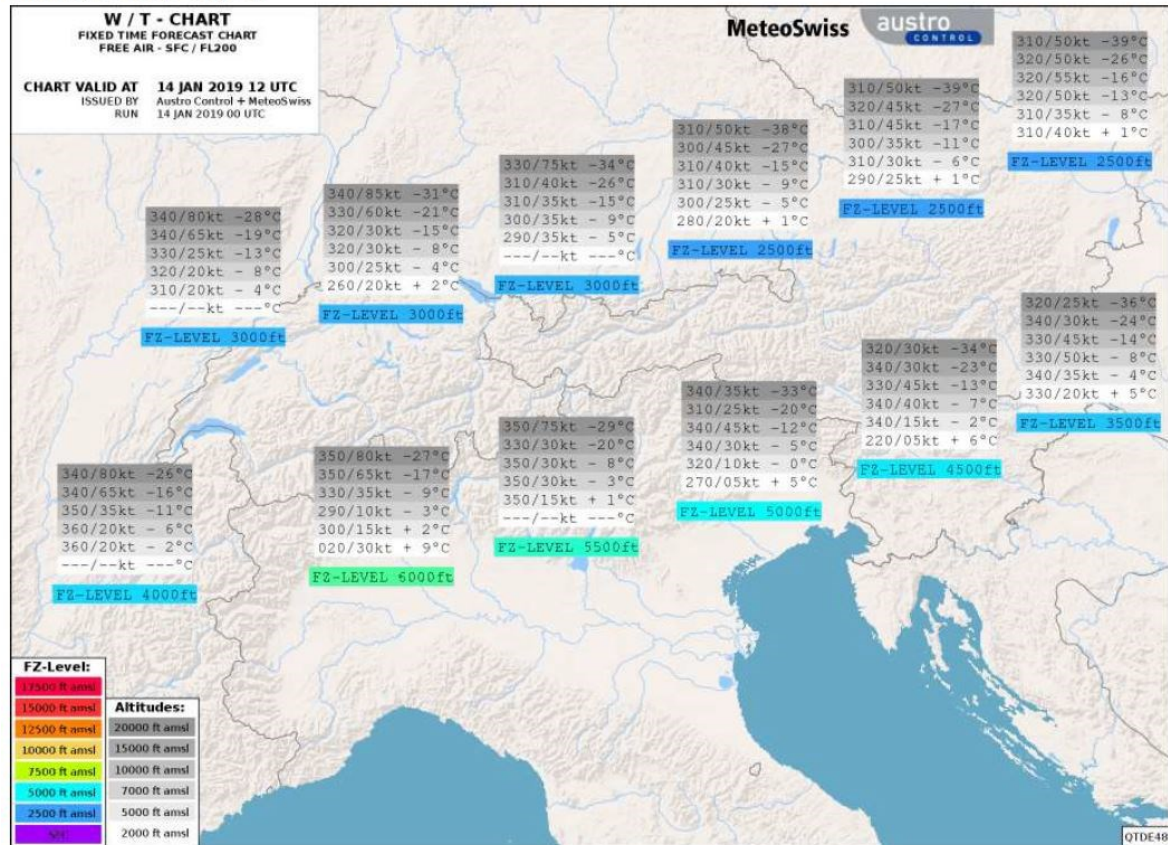 W / T - CHART
FIXED TIME FORECAST CHART
FREE AIR - SFC / FL200
CHART VALID AT 14 JAN 2019 12 UTC
ISSUED BY Austro Control + MeteoSwiss
RUN 14 JAN 2019 00 UTC
MeteoSwiss
austro
CONTROL
310/50kt -39°C
320/50kt -26°C
320/55kt -16°C
320/50kt -13°C
310/35kt - 8°C
310/40kt + 1°C
FZ-LEVEL 2500ft
310/50kt -39°C
320/45kt -27°C
310/45kt -17°C
300/35kt -11°C
310/30kt - 6°C
290/25kt + 1°C
FZ-LEVEL 2500ft
310/50kt -38°C
300/45kt -27°C
310/40kt -15°C
310/30kt - 9°C
300/25kt - 5°C
280/20kt + 1°C
FZ-LEVEL 2500ft
330/75kt -34°C
310/40kt -26°C
310/35kt -15°C
300/35kt - 9°C
290/35kt - 5°C
---/--kt ---°C
FZ-LEVEL 3000ft
340/85kt -31°C
330/60kt -21°C
320/30kt -15°C
320/30kt - 8°C
300/25kt - 4°C
260/20kt + 2°C
FZ-LEVEL 3000ft
340/80kt -28°C
340/65kt -19°C
330/25kt -13°C
320/20kt - 8°C
310/20kt - 4°C
---/--kt ---°C
FZ-LEVEL 3000ft
320/25kt -36°C
340/30kt -24°C
330/45kt -14°C
330/50kt - 8°C
340/35kt - 4°C
330/20kt + 5°C
FZ-LEVEL 3500ft
320/30kt -34°C
340/30kt -23°C
330/45kt -13°C
340/40kt - 7°C
340/15kt - 2°C
220/05kt + 6°C
FZ-LEVEL 4500ft
340/35kt -33°C
310/25kt -20°C
340/45kt -12°C
340/30kt - 5°C
320/10kt - 0°C
270/05kt + 5°C
FZ-LEVEL 5000ft
350/75kt -29°C
330/30kt -20°C
350/30kt - 8°C
350/30kt - 3°C
350/15kt + 1°C
---/--kt ---°C
FZ-LEVEL 5500ft
350/80kt -27°C
350/65kt -17°C
330/35kt - 9°C
290/10kt - 3°C
300/15kt + 2°C
020/30kt + 9°C
FZ-LEVEL 6000ft
340/80kt -26°C
340/65kt -16°C
350/35kt -11°C
360/20kt - 6°C
360/20kt - 2°C
---/--kt ---°C
FZ-LEVEL 4000ft
FZ-Level:
17500 ft amsl
15000 ft amsl
12500 ft amsl
10000 ft amsl
7500 ft amsl
5000 ft amsl
2500 ft amsl
SFC
Altitudes:
20000 ft amsl
15000 ft amsl
10000 ft amsl
7000 ft amsl
5000 ft amsl
2000 ft amsl
QTDE48